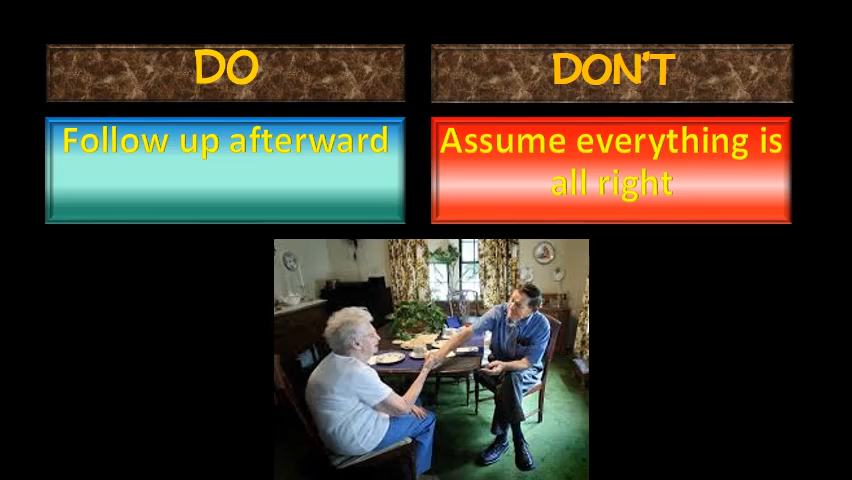 DO
DON'T
Follow up afterward
Assume everything is
all right